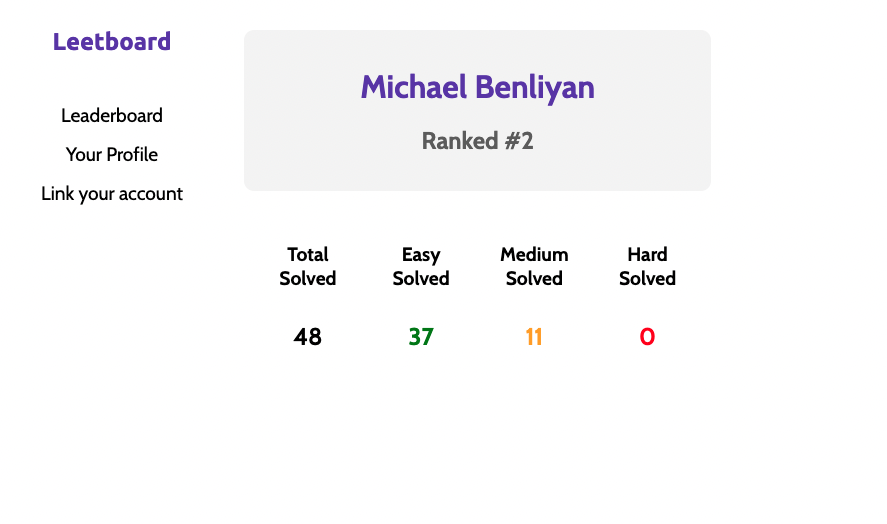 Leetboard
Leaderboard
Your Profile
Link your account
Michael Benliyan
Ranked #2
Total Solved
Easy Solved
Medium Solved
Hard Solved
48
37
11
0